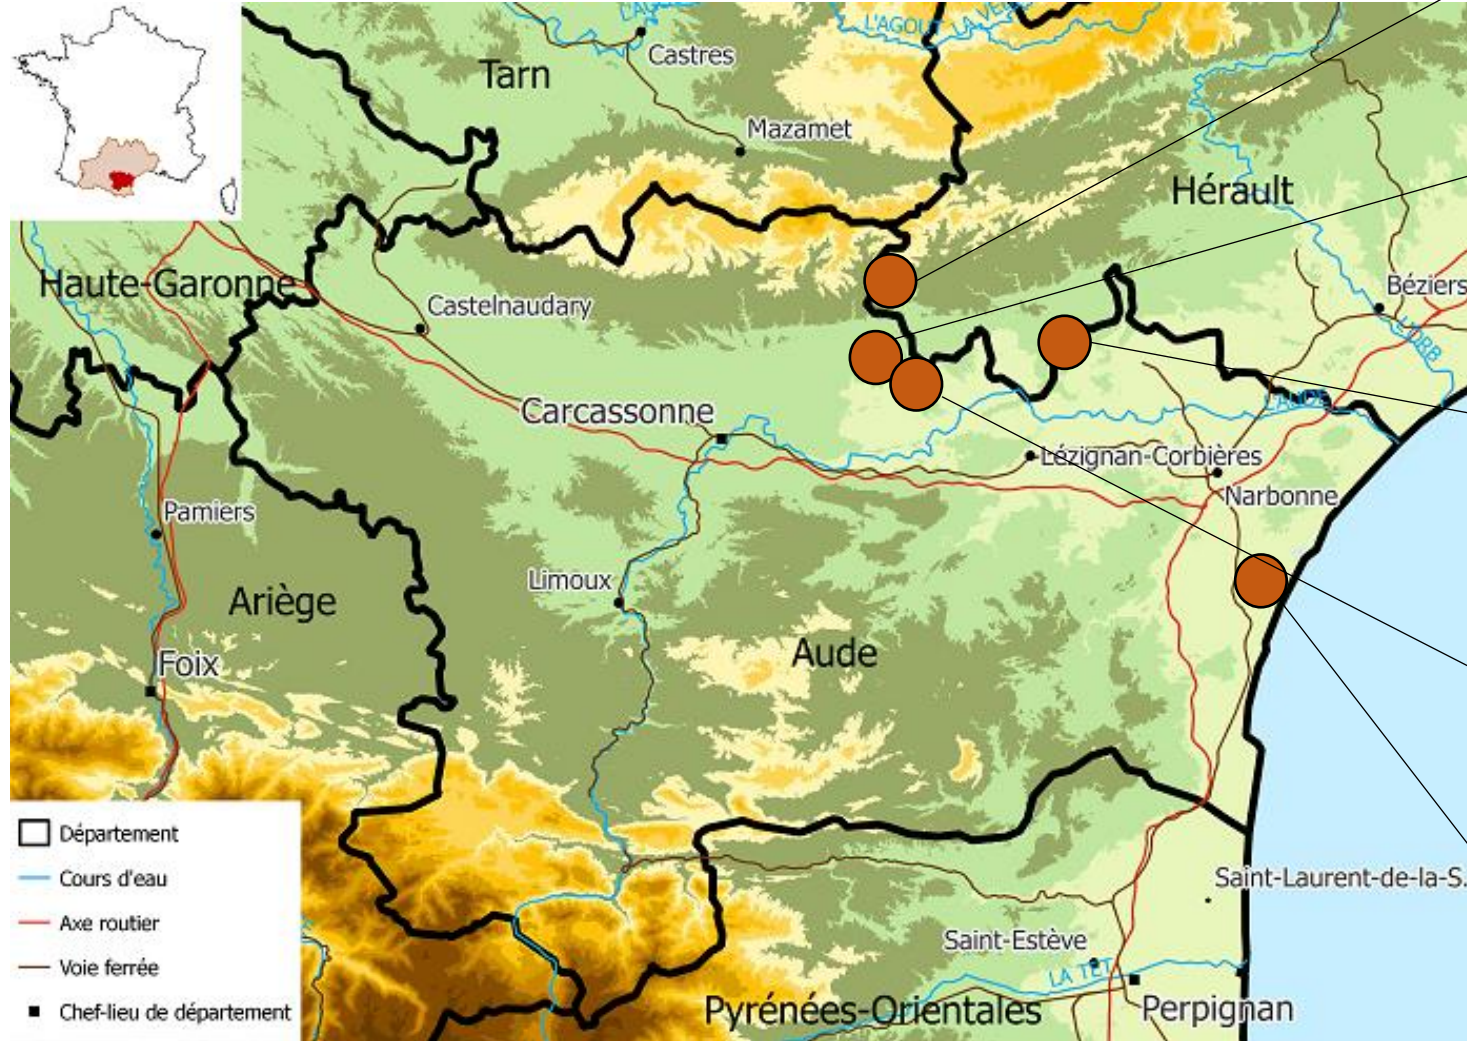 L'AGOUT
Castres
Tarn
Mazamet
Hérault
Haute-Garonne
Castelnaudary
Béziers
L'ORB
Carcassonne
L'AUDE
Lézignan-Corbières
Narbonne
Pamiers
Limoux
Ariège
Aude
Foix
Département
Cours d'eau
Axe routier
Voie ferrée
Chef-lieu de département
Saint-Laurent-de-la-S.
Saint-Estève
LA TET
Pyrénées-Orientales
Perpignan